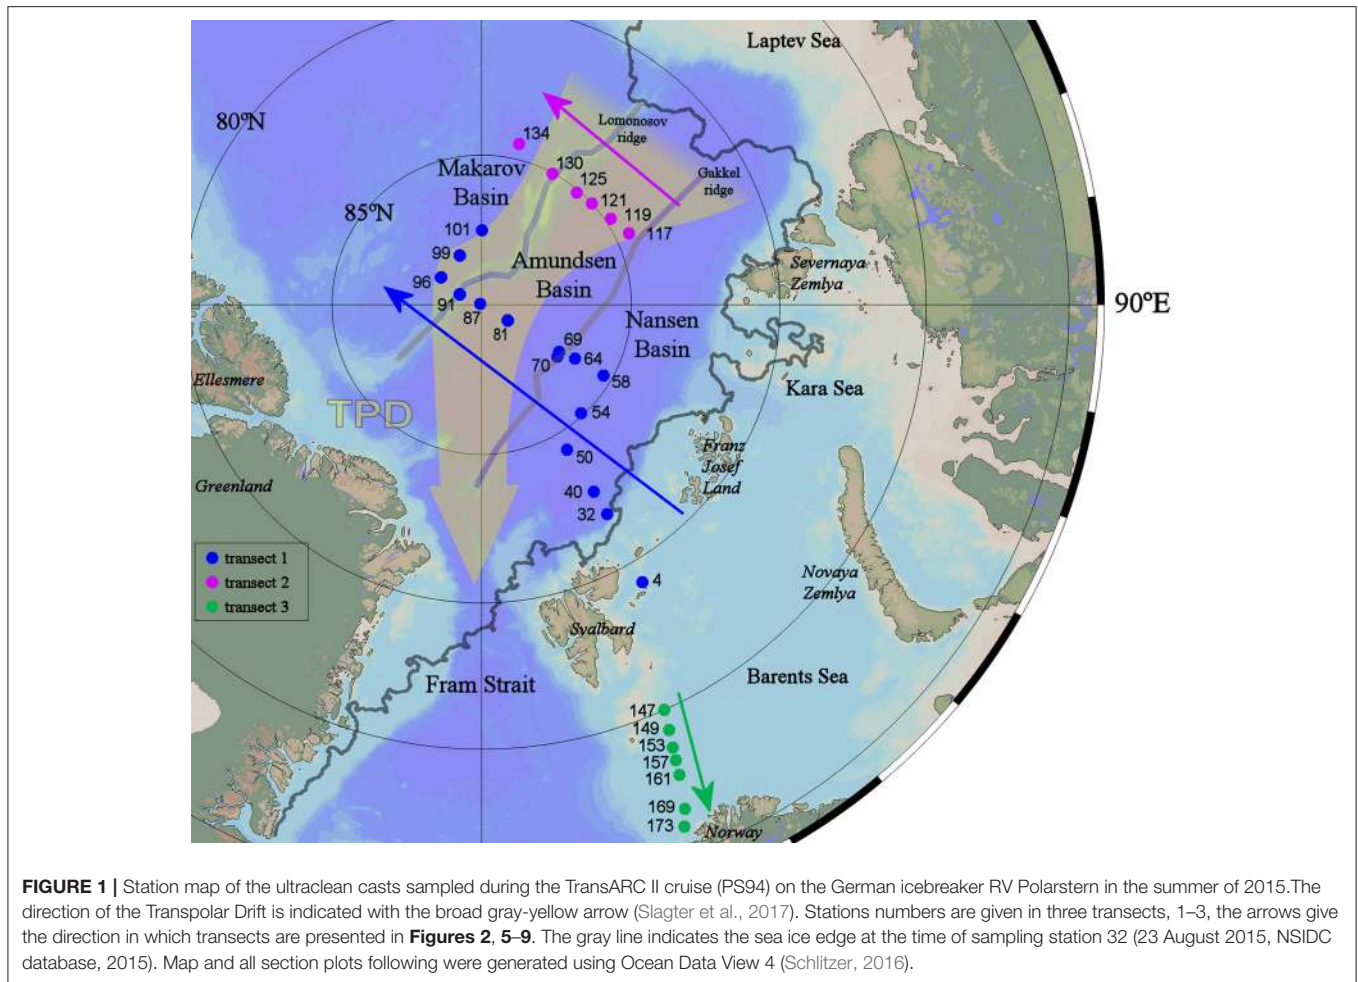 Laptev Sea
80ºN
134
Lomonosov
ridge
130
Makarov
Basin
Gakkel
ridge
125
85ºN
121
119
101
117
99
Amundsen
Basin
Severnaya
Zemlya
96
91
87
90ºE
81
Nansen
Basin
69
70
64
58
Kara Sea
Ellesmere
TPD
54
Franz
Josef
Land
50
Greenland
40
32
transect 1
transect 2
transect 3
4
Novaya
Zemlya
Svalbard
Fram Strait
Barents Sea
147
149
153
157
161
169
173
Norway
FIGURE 1 | Station map of the ultraclean casts sampled during the TransARC II cruise (PS94) on the German icebreaker RV Polarstern in the summer of 2015.The
direction of the Transpolar Drift is indicated with the broad gray-yellow arrow (Slagter et al., 2017). Stations numbers are given in three transects, 1–3, the arrows give
the direction in which transects are presented in Figures 2, 5–9. The gray line indicates the sea ice edge at the time of sampling station 32 (23 August 2015, NSIDC
database, 2015). Map and all section plots following were generated using Ocean Data View 4 (Schlitzer, 2016).